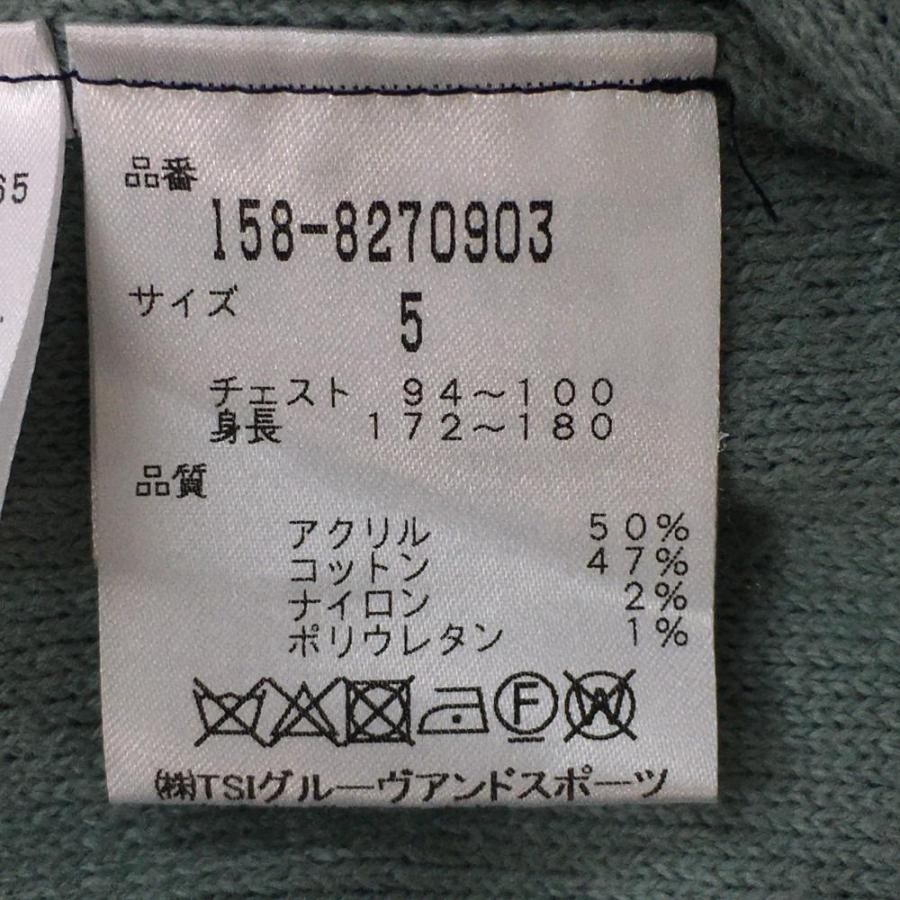 65
品番
158-8270903
サイズ
5
チェスト 94~100
身長 172~180
品質
アクリル 50%
コットン 47%
ナイロン 2%
ポリウレタン 1%
F W
(株)TSIグルーヴアンドスポーツ